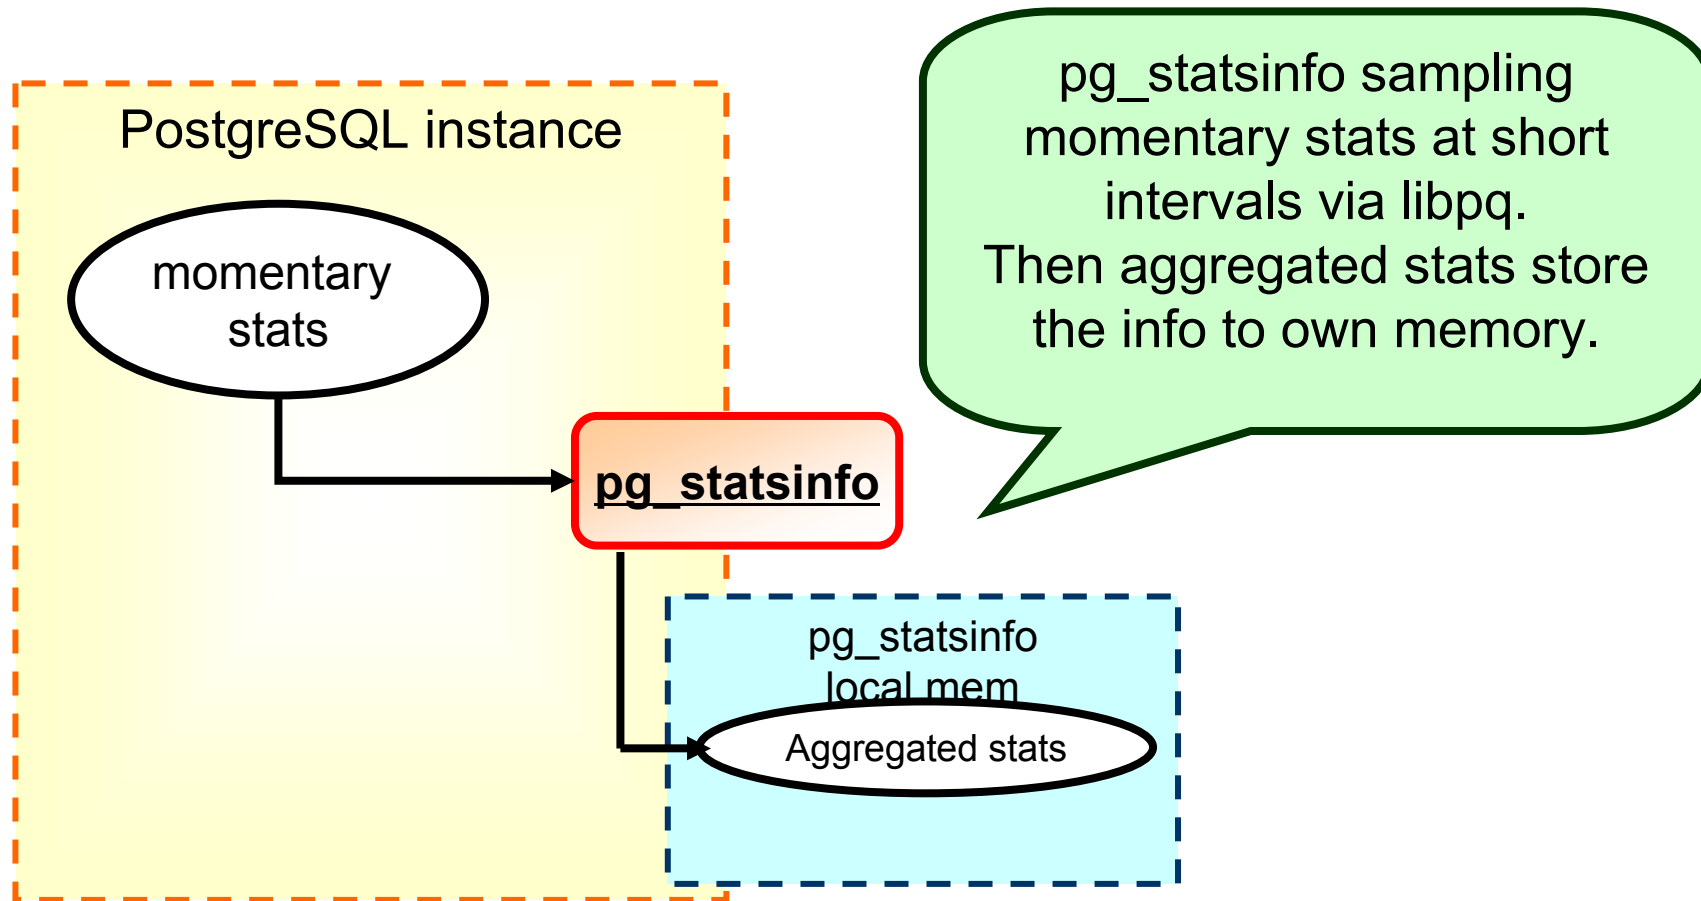 PostgreSQL instance
momentary
stats
pg_statsinfo sampling
momentary stats at short
intervals via libpq.
Then aggregated stats store
the info to own memory.
pg_statsinfo
pg_statsinfo
local mem
Aggregated stats